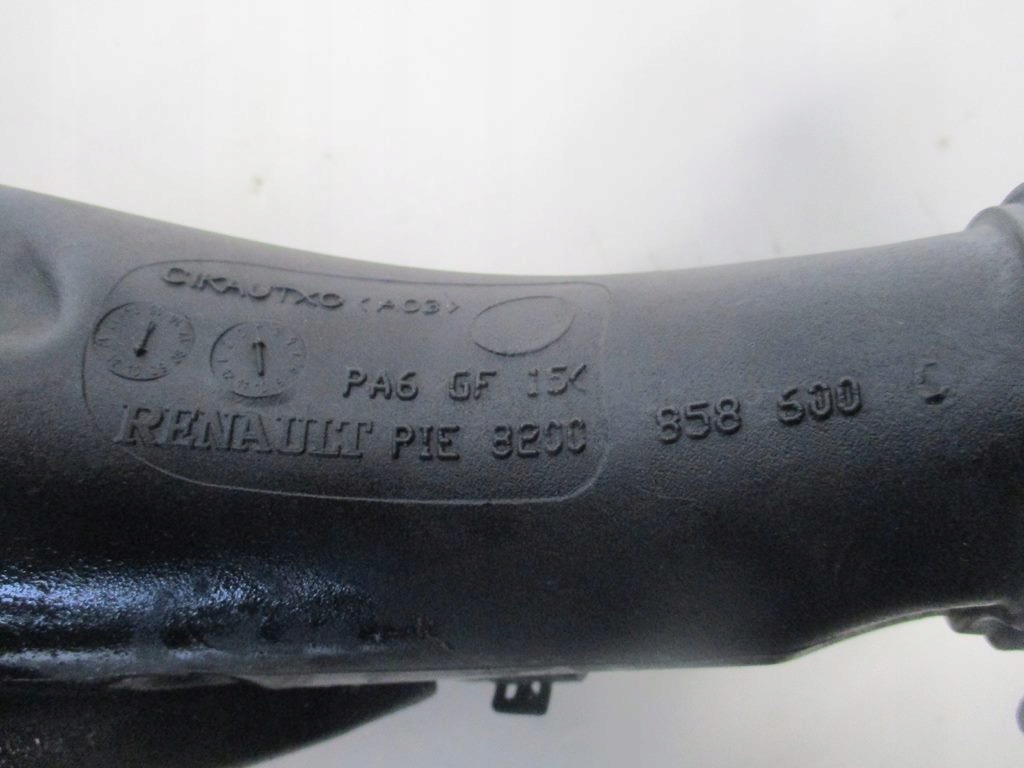 CIKAUTXO <A03>
PA6 GF 15<
RENAULT PIE 8200 858 600